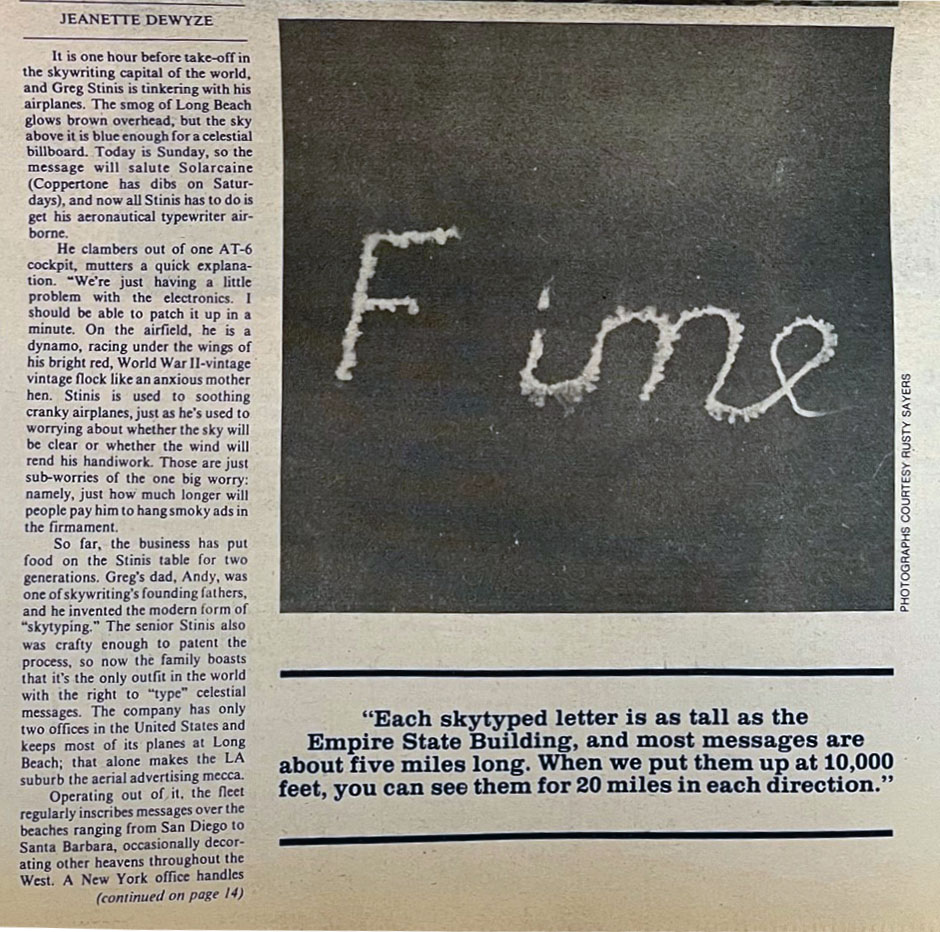 JEANETTE DEWYZE
It is one hour before take-off in
the skywriting capital of the world,
and Greg Stinis is tinkering with his
airplanes. The smog of Long Beach
glows brown overhead, but the sky
above it is blue enough for a celestial
billboard. Today is Sunday, so the
message will salute Solarcaine
(Coppertone has dibs on Satur-
days), and now all Stinis has to do is
get his aeronautical typewriter air-
borne.
He clambers out of one AT-6
cockpit, mutters a quick explana-
tion. "We're just having a little
problem with the electronics. I
should be able to patch it up in a
minute. On the airfield, he is a
dynamo, racing under the wings of
his bright red, World War II-vintage
vintage flock like an anxious mother
hen. Stinis is used to soothing
cranky airplanes, just as he's used to
worrying about whether the sky will
be clear or whether the wind will
rend his handiwork. Those are just
sub-worries of the one big worry:
namely, just how much longer will
people pay him to hang smoky ads in
the firmament.
So far, the business has put
food on the Stinis table for two
generations. Greg's dad, Andy, was
one of skywriting's founding fathers,
and he invented the modern form of
"skytyping." The senior Stinis also
was crafty enough to patent the
process, so now the family boasts
that it's the only outfit in the world
with the right to "type" celestial
messages. The company has only
two offices in the United States and
keeps most of its planes at Long
Beach; that alone makes the LA
suburb the aerial advertising mecca.
Operating out of it, the fleet
regularly inscribes messages over the
beaches ranging from San Diego to
Santa Barbara, occasionally decor-
ating other heavens throughout the
West. A New York office handles
(continued on page 14)
Fine
PHOTOGRAPHS COURTESY RUSTY SAYERS
"Each skytyped letter is as tall as the
Empire State Building, and most messages are
about five miles long. When we put them up at 10,000
feet, you can see them for 20 miles in each direction."